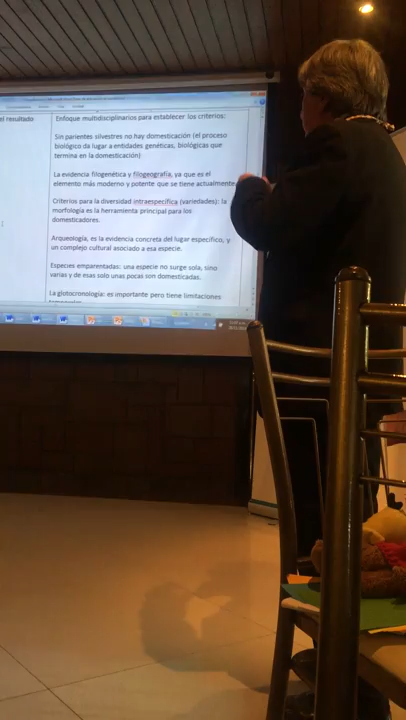 el resultado
Enfoque multidisciplinarios para establecer los criterios:
Sin parientes silvestres no hay domesticación (el proceso
biológico da lugar a entidades genéticas, biológicas que
termina en la domesticación)
La evidencia filogenética y filogeografía, ya que es el
elemento más moderno y potente que se tiene actualmente
Criterios para la diversidad intraespecífica (variedades): la
morfología es la herramienta principal para los
domesticadores.
Arqueología, es la evidencia concreta del lugar específico, y
un complejo cultural asociado a esa especie.
Especies emparentadas: una especie no surge sola, sino
varias y de esas solo unas pocas son domesticadas.
La glotocronología: es importante pero tiene limitaciones